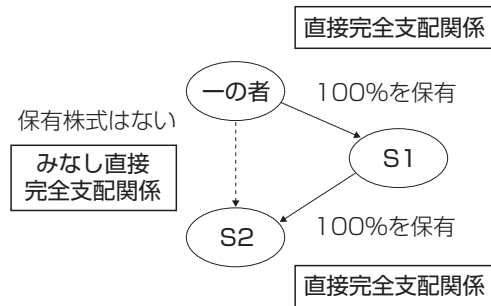 直接完全支配関係
一の者
100%を保有
保有株式はない
みなし直接
完全支配関係
S1
S2
100%を保有
直接完全支配関係